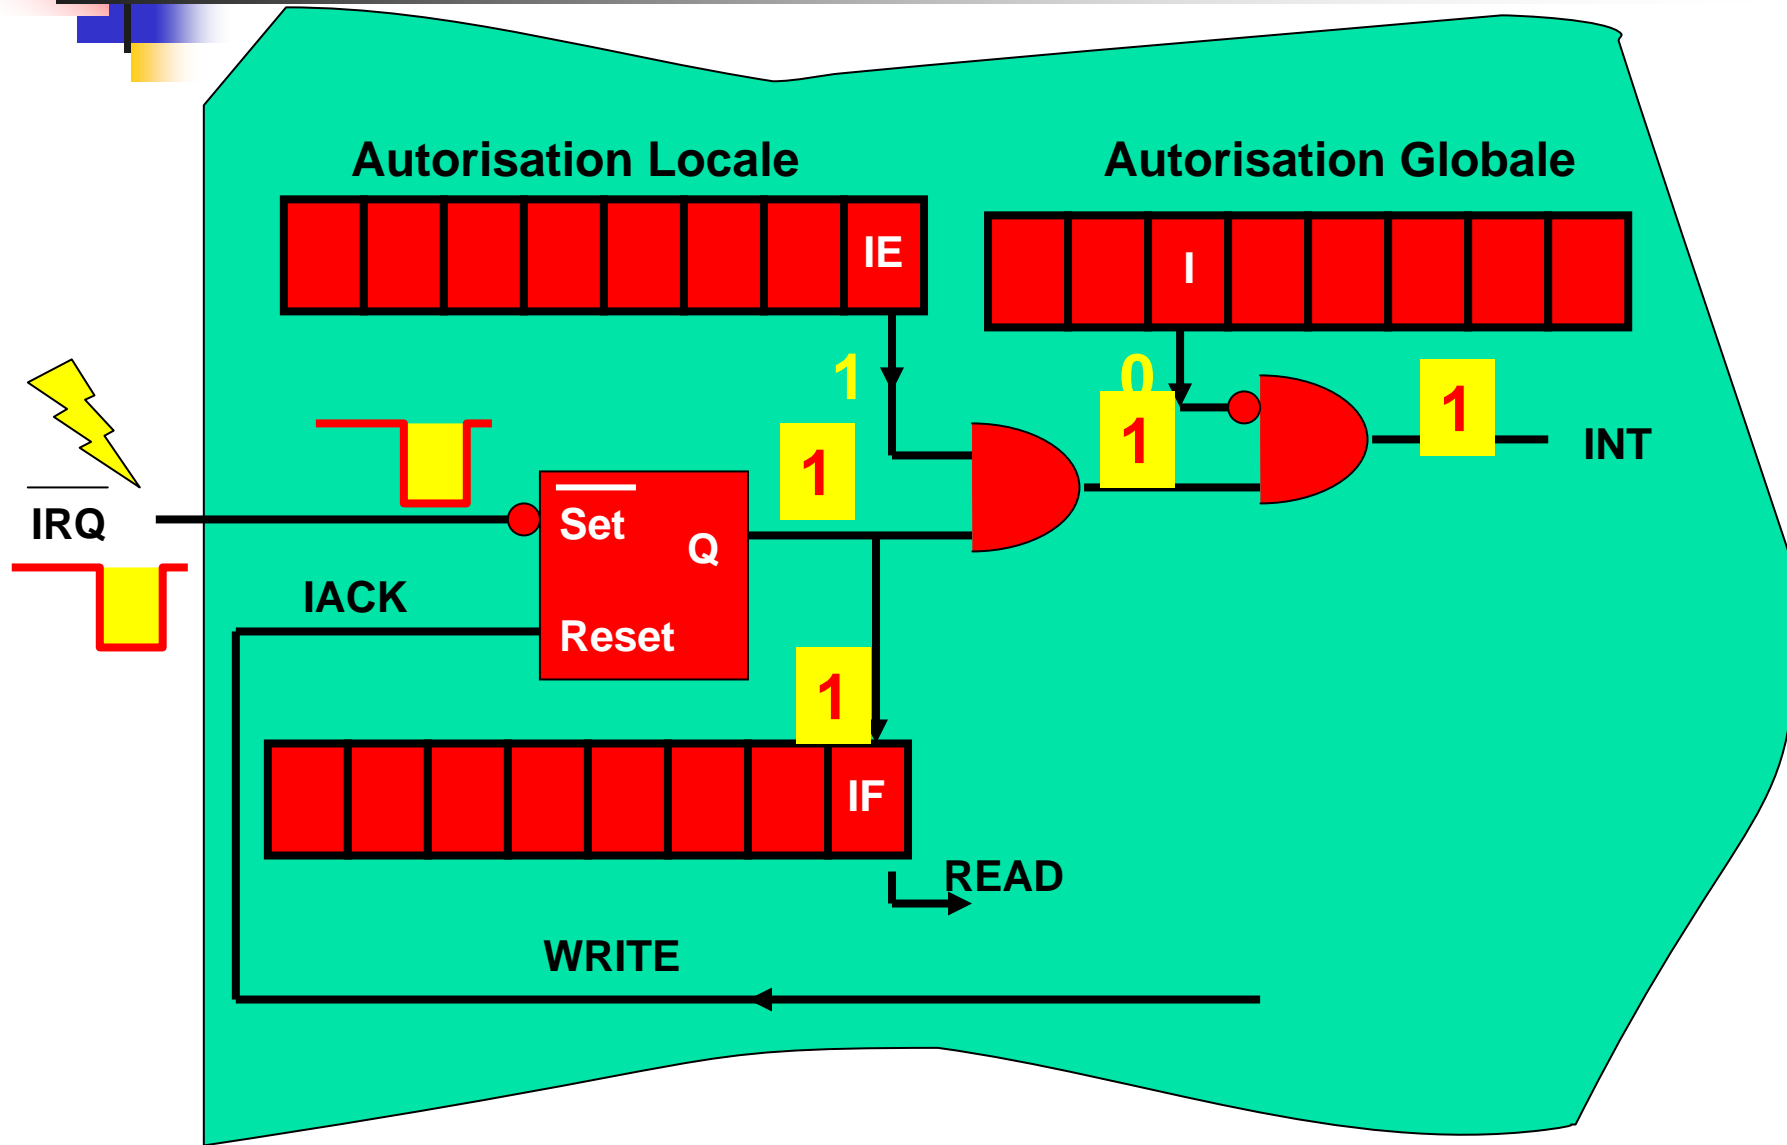 Autorisation Locale
Autorisation Globale
IE
I
1
0
1
1
1
INT
IRQ
Set
Q
IACK
Reset
1
IF
READ
WRITE